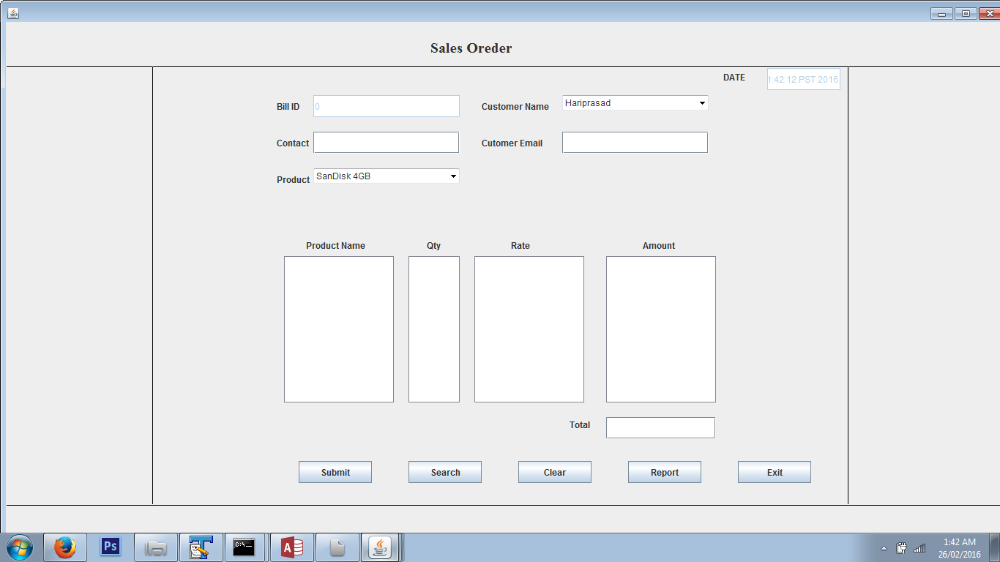 Sales Oreder
DATE 1:42:12 PST 2016
Bill ID 0 Customer Name Hariprasad
Contact Cutomer Email
Product SanDisk 4GB
Product Name Qty Rate Amount
Total
Submit Search Clear Report Exit
Ps C:\ A 1:42 AM
26/02/2016